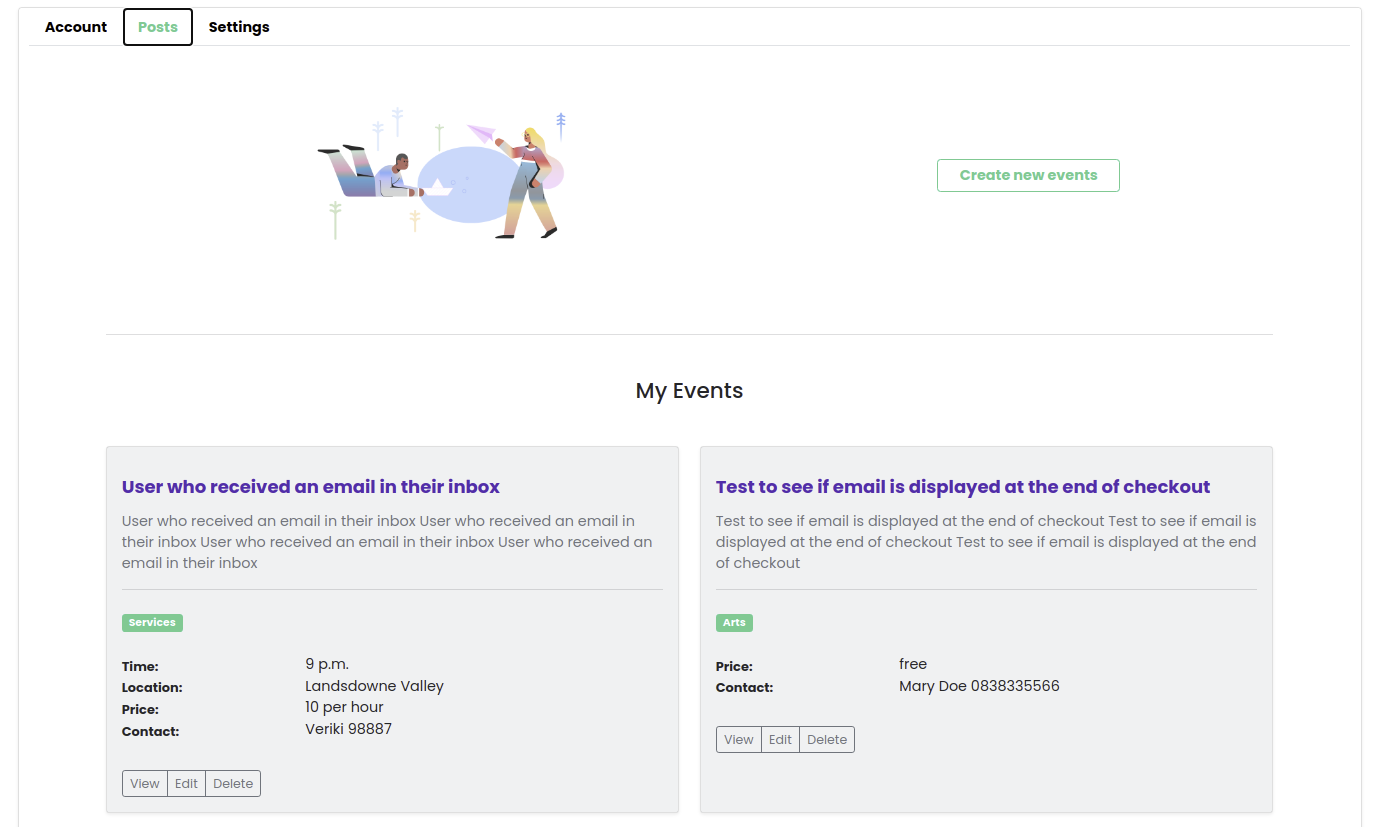 Account Posts Settings
Create new events
My Events
User who received an email in their inbox
User who received an email in their inbox User who received an email in
their inbox User who received an email in their inbox User who received an
email in their inbox
Services
Time: 9 p.m.
Location: Landsdowne Valley
Price: 10 per hour
Contact: Veriki 98887
View Edit Delete
Test to see if email is displayed at the end of checkout
Test to see if email is displayed at the end of checkout Test to see if email is
displayed at the end of checkout Test to see if email is displayed at the end
of checkout
Arts
Price: free
Contact: Mary Doe 0838335566
View Edit Delete